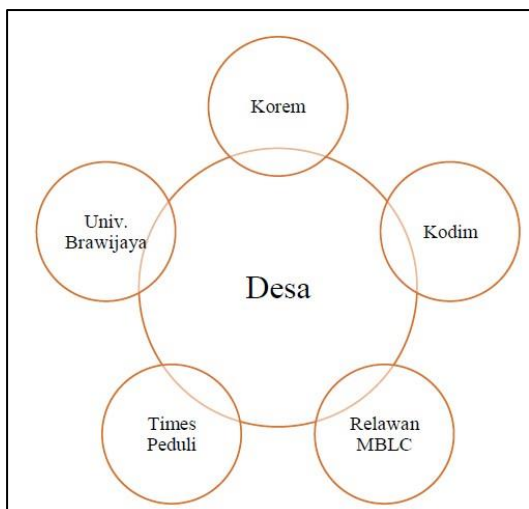 Korem
Univ.
Brawijaya
Kodim
Desa
Times
Peduli
Relawan
MBLC